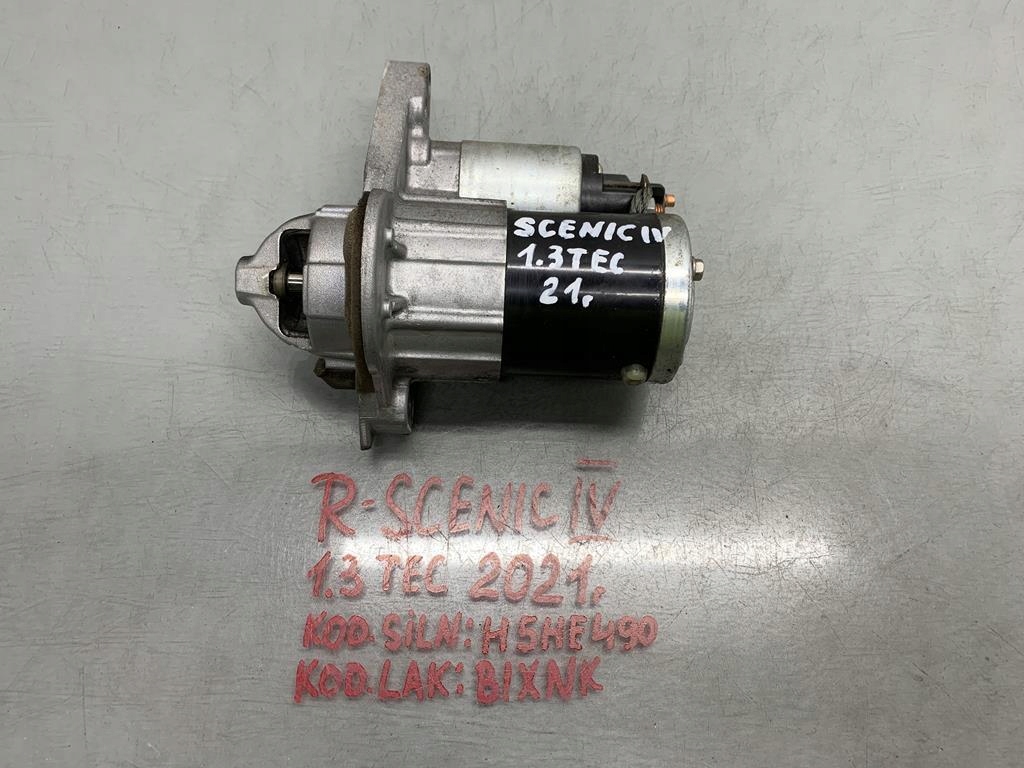 SCENIC IV
1.3 TEC
21r
R-SCENIC IV
1.3 TEC 2021r.
KOD.SiLN: H5HE490
KOD.LAK: BIXNK